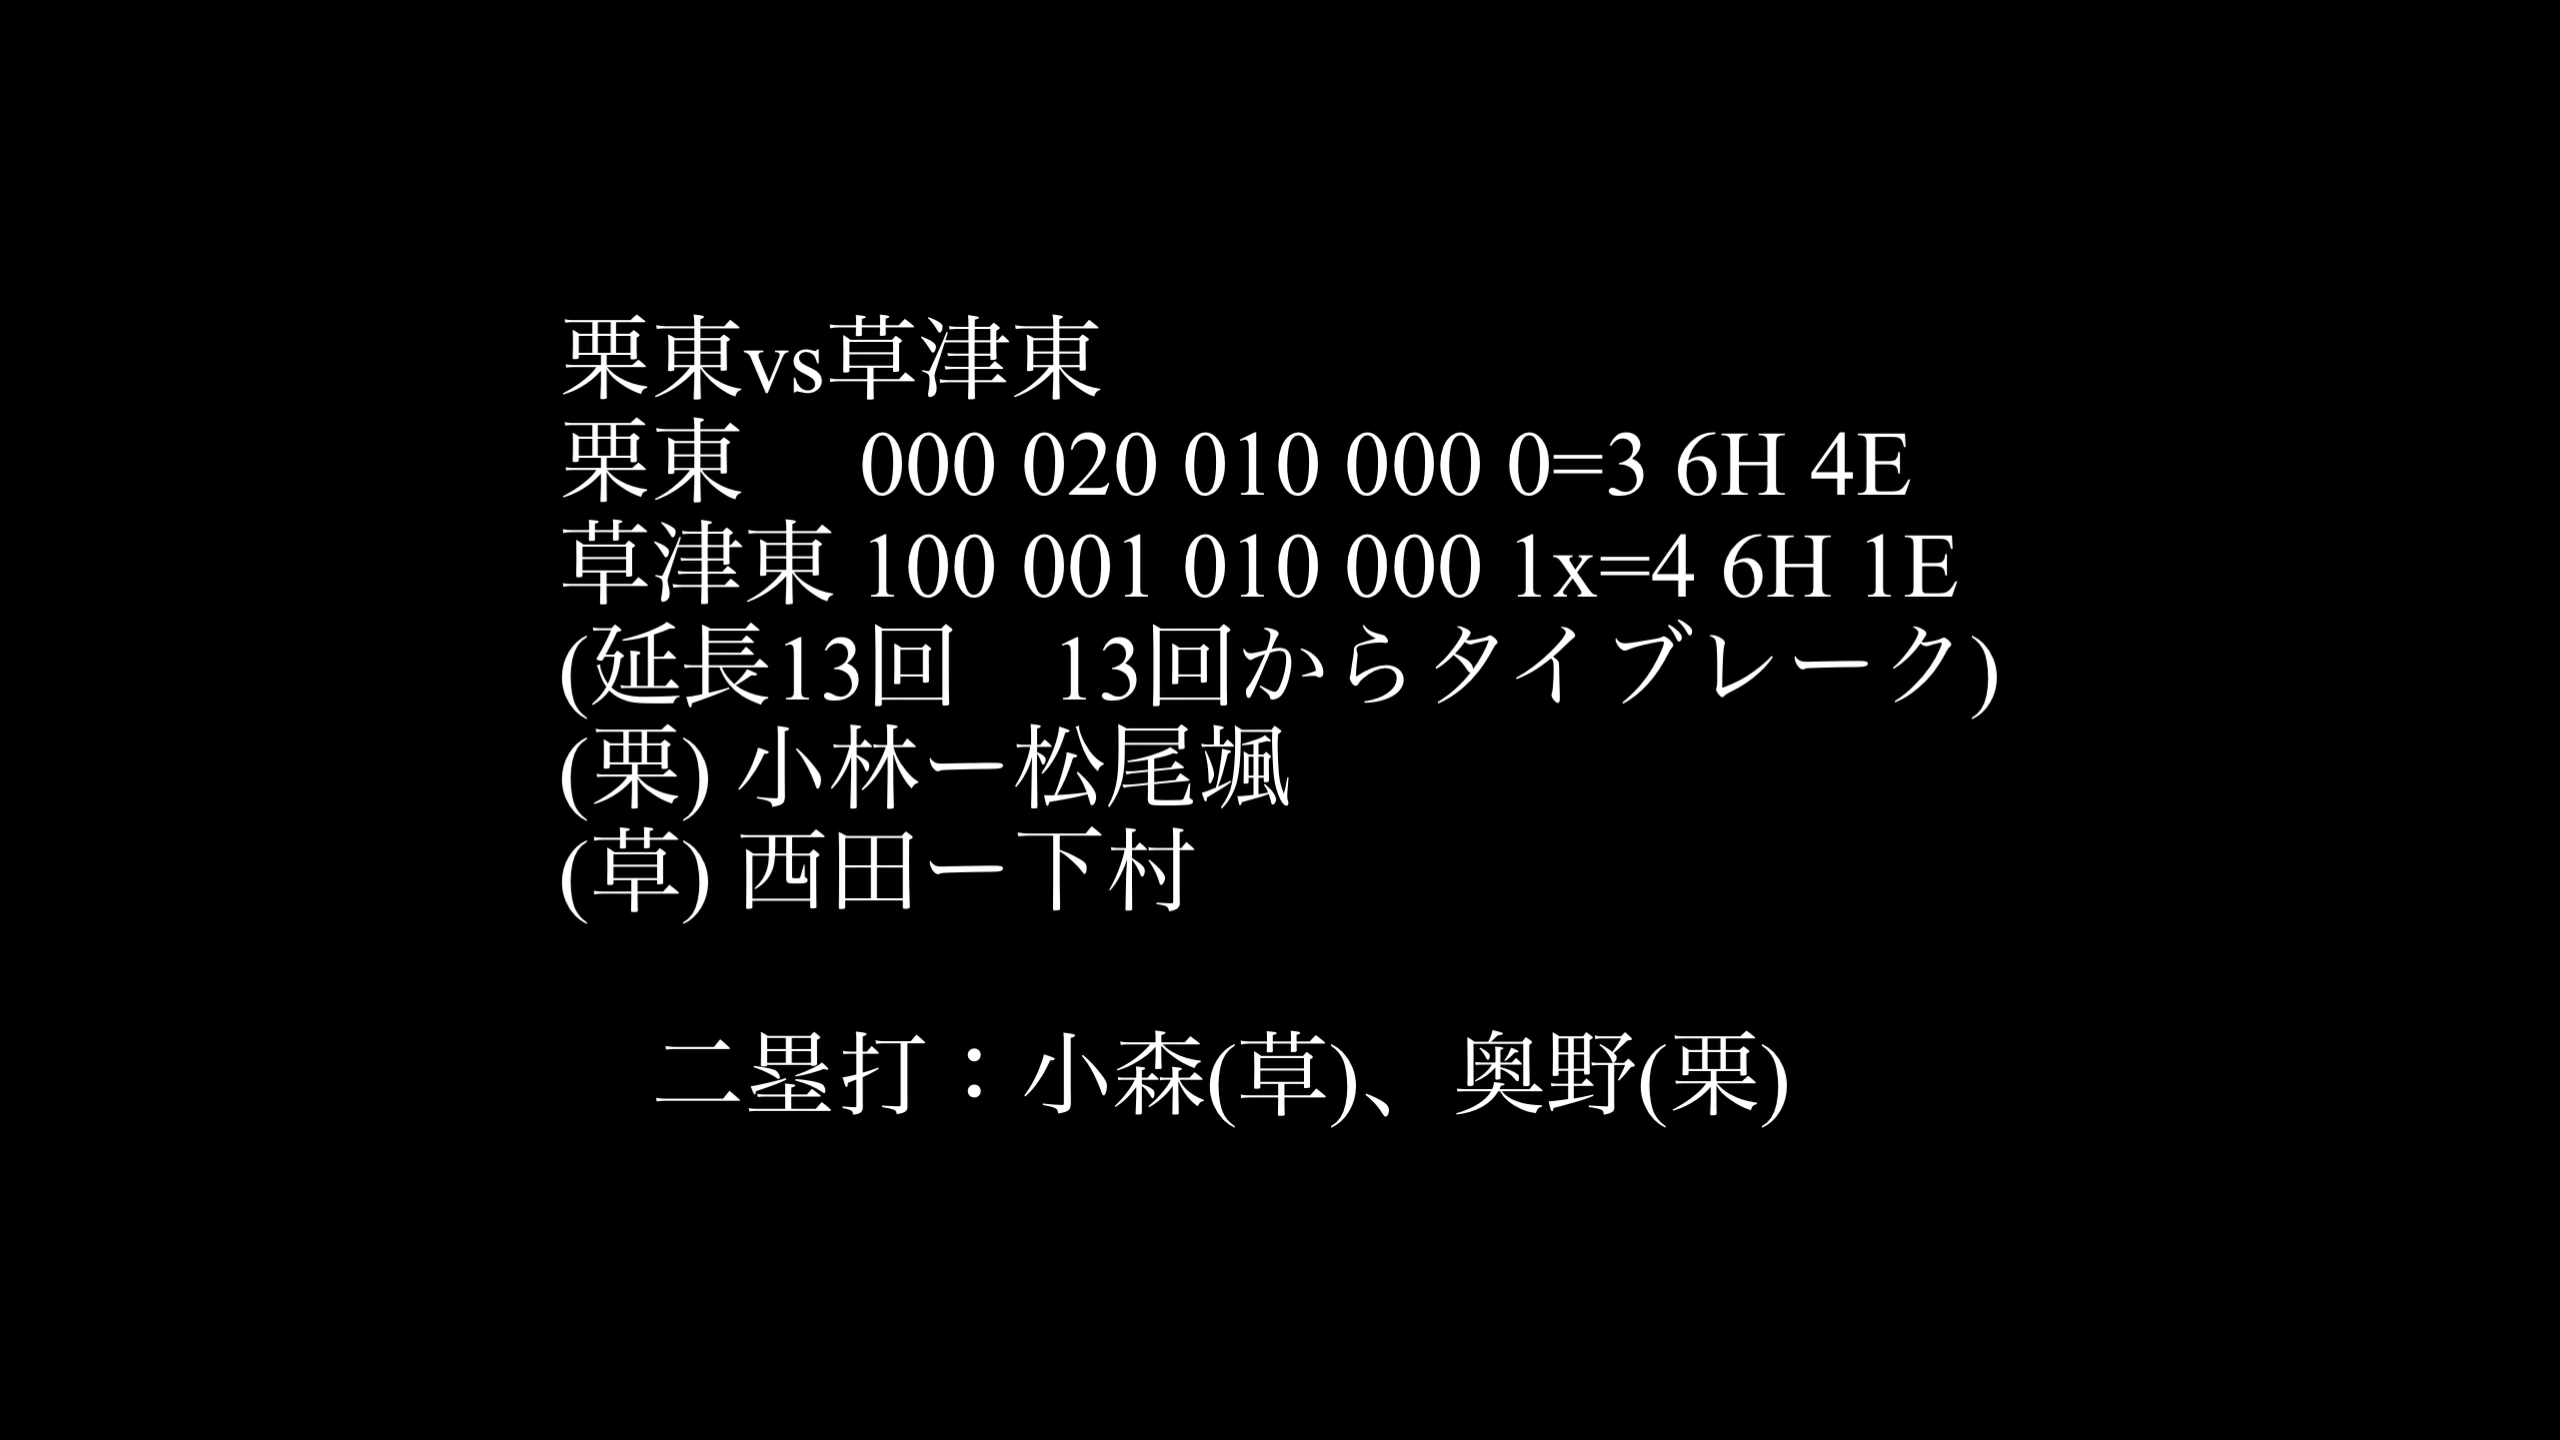 栗東vs草津東
栗東　 000 020 010 000 0=3 6H 4E
草津東 100 001 010 000 1x=4 6H 1E
(延長13回　13回からタイブレーク)
(栗) 小林ー松尾颯
(草) 西田ー下村
二塁打：小森(草)、奥野(栗)